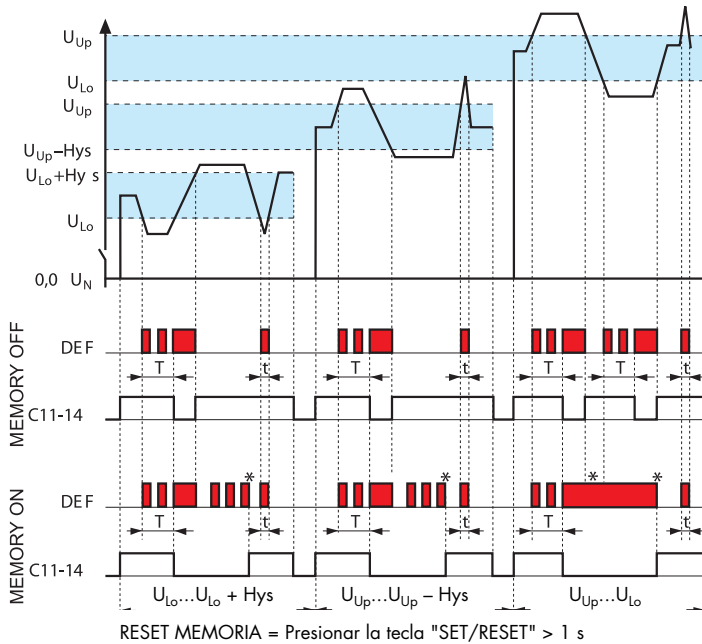 U_Up
U_Lo
U_Up
U_Up–Hys
U_Lo+Hy s
U_Lo
0,0 U_N
MEMORY OFF
DEF
T t T t T T t
C11-14
MEMORY ON
* * * *
DEF
T t T t T t
C11-14
U_Lo...U_Lo + Hys U_Up...U_Up – Hys U_Up...U_Lo
RESET MEMORIA = Presionar la tecla "SET/RESET" > 1 s